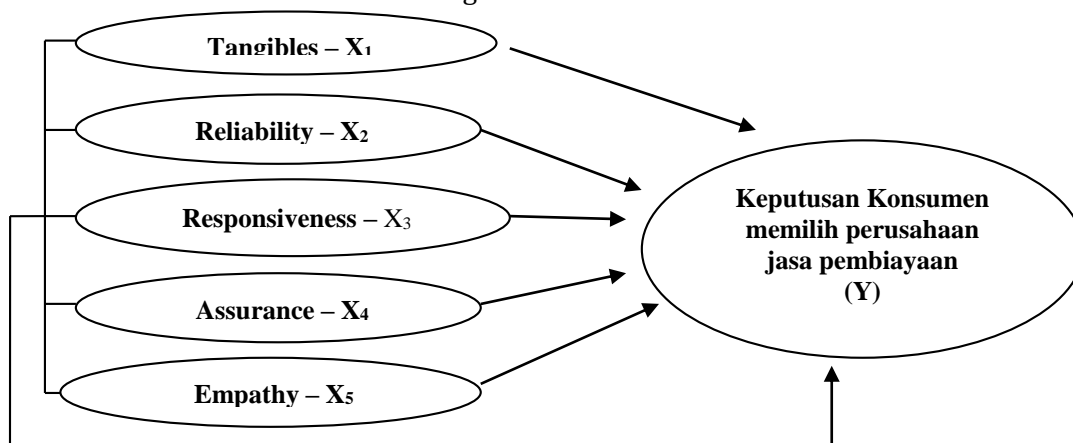 Tangibles – X1
Reliability – X2
Responsiveness – X3
Assurance – X4
Empathy – X5
Keputusan Konsumen
memilih perusahaan
jasa pembiayaan
(Y)